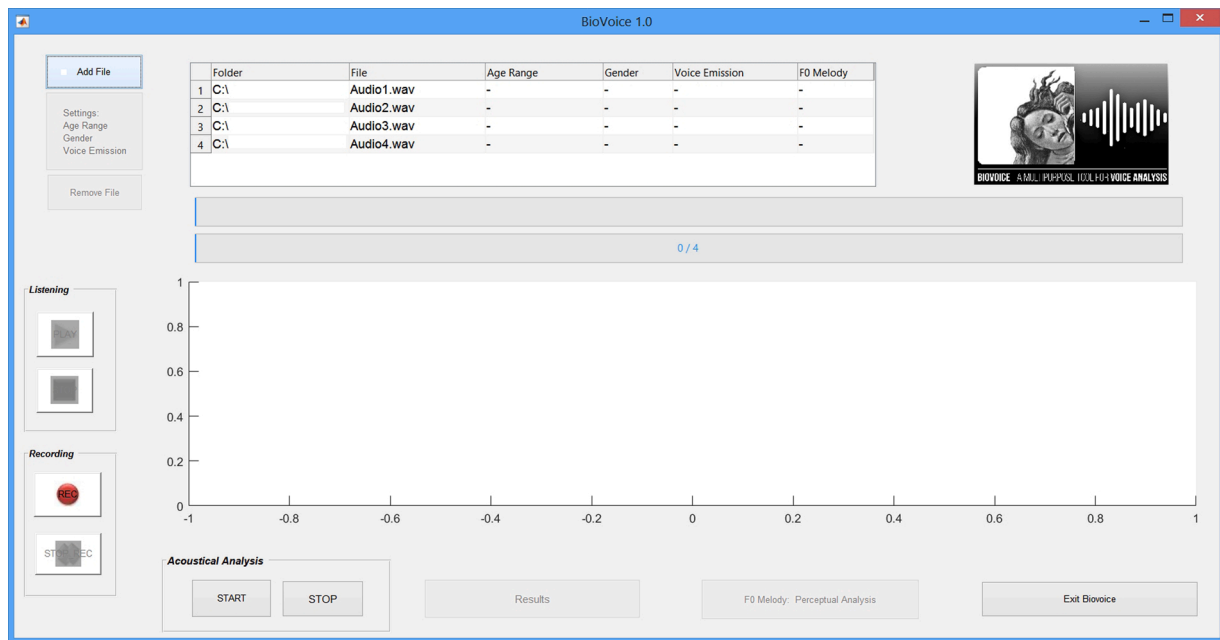 BioVoice 1.0
Add File
Settings:
Age Range
Gender
Voice Emission
Remove File
Folder File Age Range Gender Voice Emission F0 Melody
1 C:\ Audio1.wav - - - -
2 C:\ Audio2.wav - - - -
3 C:\ Audio3.wav - - - -
4 C:\ Audio4.wav - - - -
BIOVOICE A MULTIPURPOSE TOOL FOR VOICE ANALYSIS
0 / 4
Listening
PLAY
Recording
REC
STOP REC
1
0.8
0.6
0.4
0.2
0
-1 -0.8 -0.6 -0.4 -0.2 0 0.2 0.4 0.6 0.8 1
Acoustical Analysis
START
STOP
Results
F0 Melody: Perceptual Analysis
Exit Biovoice